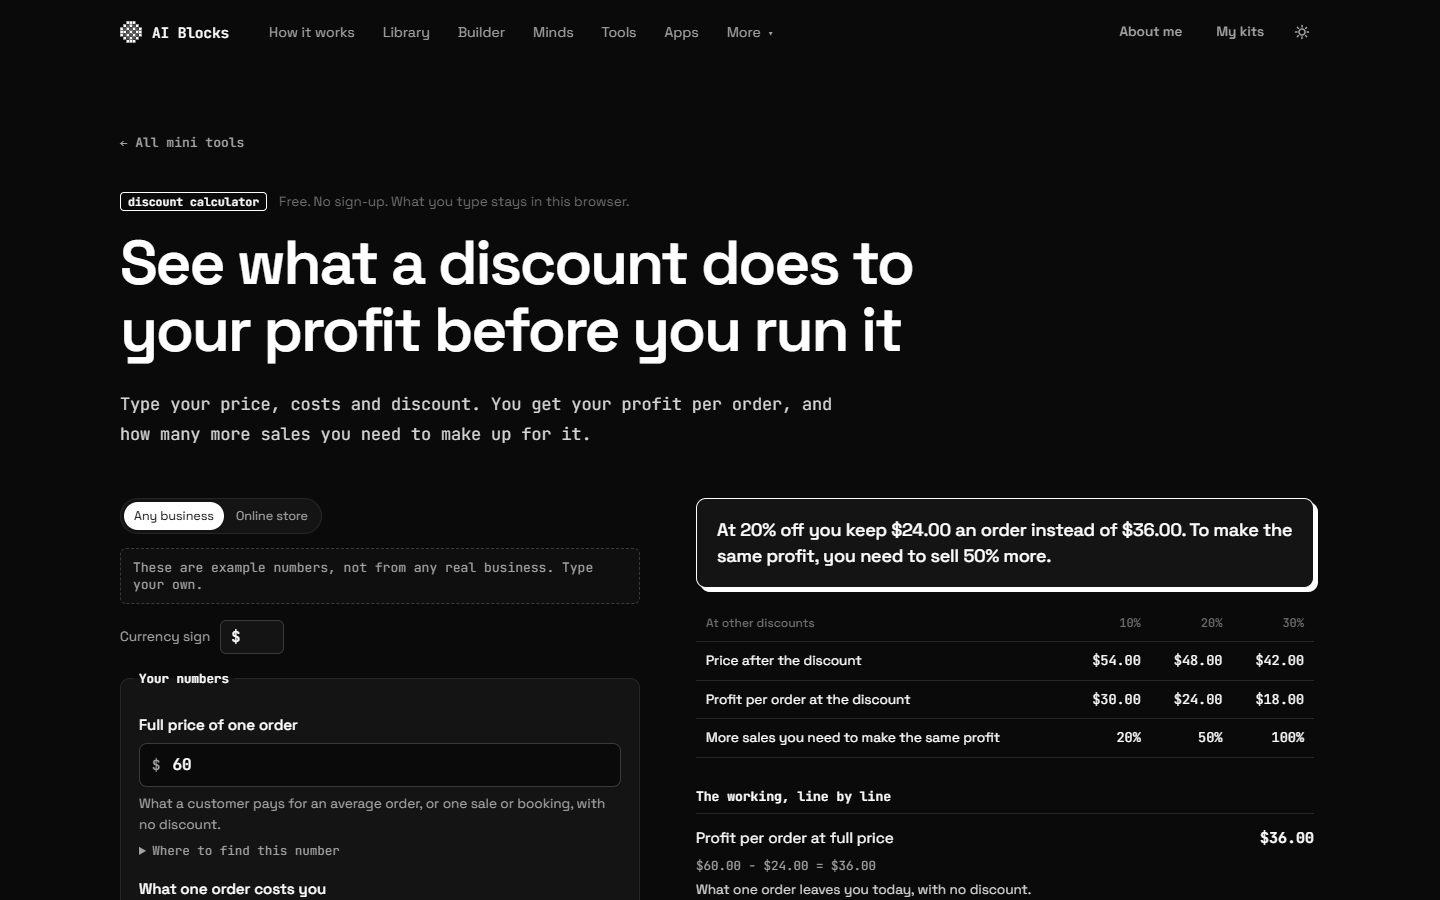 AI Blocks
How it works
Library
Builder
Minds
Tools
Apps
More ▾
About me
My kits
← All mini tools
discount calculator
Free. No sign-up. What you type stays in this browser.
See what a discount does to
your profit before you run it
Type your price, costs and discount. You get your profit per order, and
how many more sales you need to make up for it.
Any business
Online store
These are example numbers, not from any real business. Type
your own.
Currency sign
$
Your numbers
Full price of one order
$ 60
What a customer pays for an average order, or one sale or booking, with
no discount.
▶ Where to find this number
What one order costs you
At 20% off you keep $24.00 an order instead of $36.00. To make the
same profit, you need to sell 50% more.
At other discounts 10% 20% 30%
Price after the discount $54.00 $48.00 $42.00
Profit per order at the discount $30.00 $24.00 $18.00
More sales you need to make the same profit 20% 50% 100%
The working, line by line
Profit per order at full price $36.00
$60.00 - $24.00 = $36.00
What one order leaves you today, with no discount.